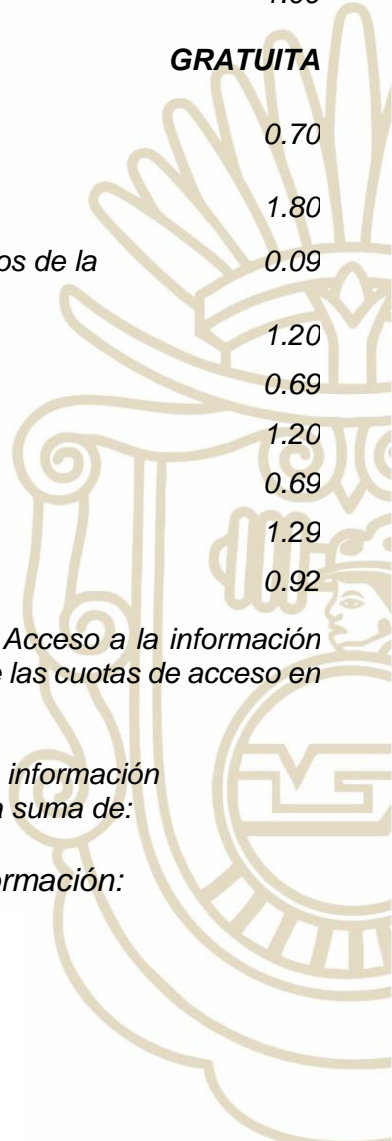 GRATUITA
0.70
1.80
os de la 0.09
1.20
0.69
1.20
0.69
1.29
0.92
Acceso a la información
e las cuotas de acceso en
información
a suma de:
ormación: